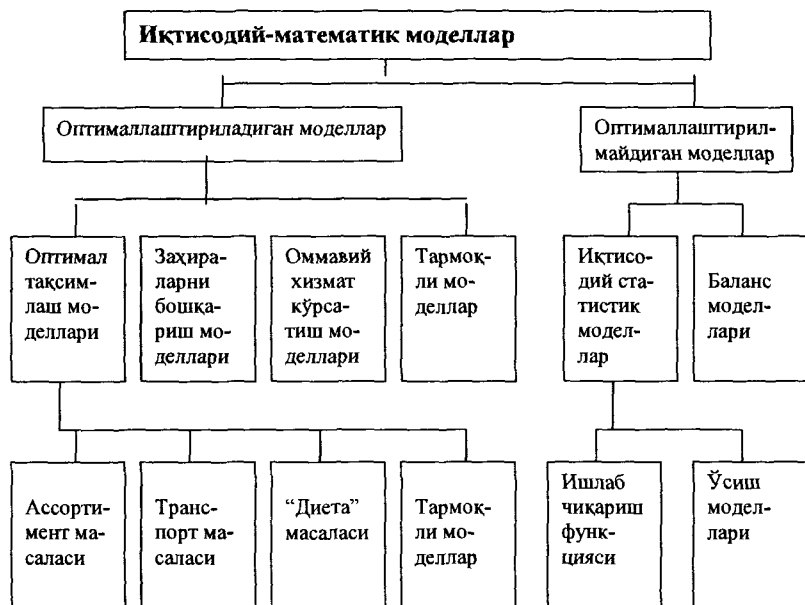 Иқтисодий-математик моделлар
Оптималлаштириладиган моделлар
Оптималлаштирил-
майдиган моделлар
Оптимал
тақсим-
лаш мо-
деллари
Заҳира-
ларни
бошқа-
риш мо-
деллари
Оммавий
хизмат
кўрса-
тиш мо-
деллари
Тармоқ-
ли мо-
деллар
Иқтисо-
дий ста-
тистик
модел-
лар
Баланс
модел-
лари
Ассорти-
мент ма-
саласи
Транс-
порт ма-
саласи
“Диета”
масаласи
Тармоқ-
ли мо-
деллар
Ишлаб
чиқариш
функ-
цияси
Ўсиш
модел-
лари